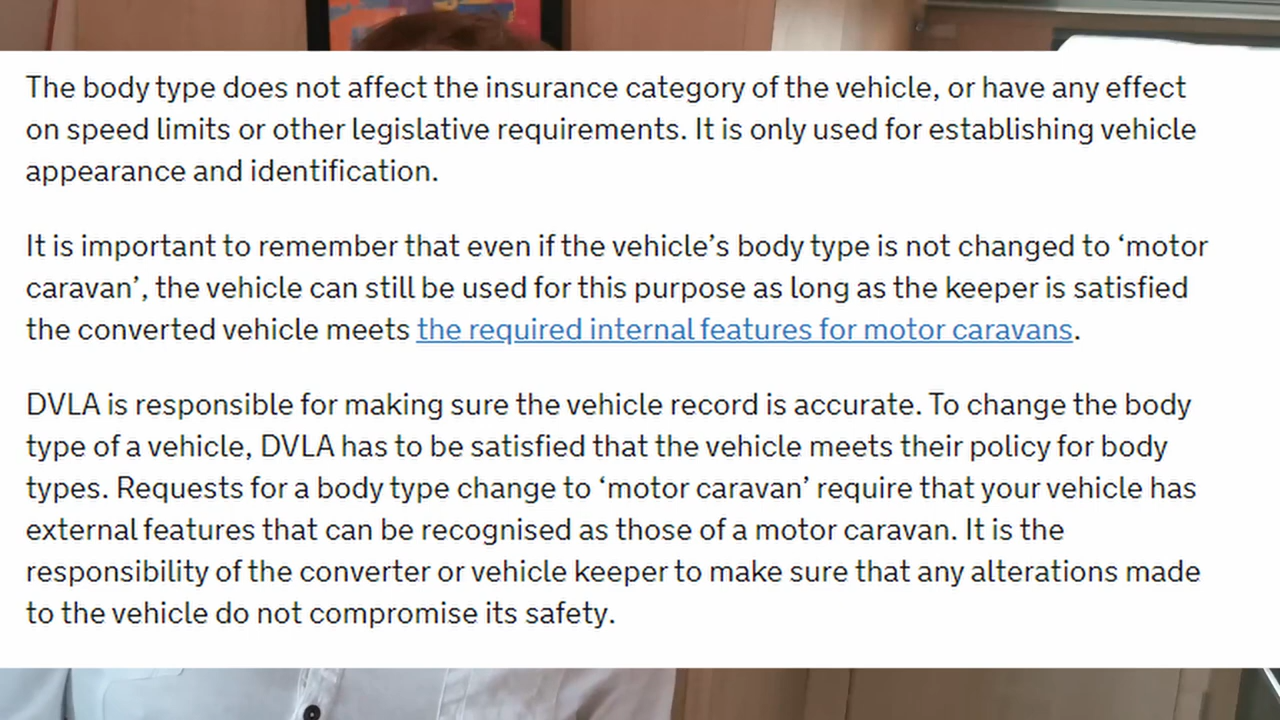 The body type does not affect the insurance category of the vehicle, or have any effect
on speed limits or other legislative requirements. It is only used for establishing vehicle
appearance and identification.
It is important to remember that even if the vehicle’s body type is not changed to ‘motor
caravan’, the vehicle can still be used for this purpose as long as the keeper is satisfied
the converted vehicle meets the required internal features for motor caravans.
DVLA is responsible for making sure the vehicle record is accurate. To change the body
type of a vehicle, DVLA has to be satisfied that the vehicle meets their policy for body
types. Requests for a body type change to ‘motor caravan’ require that your vehicle has
external features that can be recognised as those of a motor caravan. It is the
responsibility of the converter or vehicle keeper to make sure that any alterations made
to the vehicle do not compromise its safety.